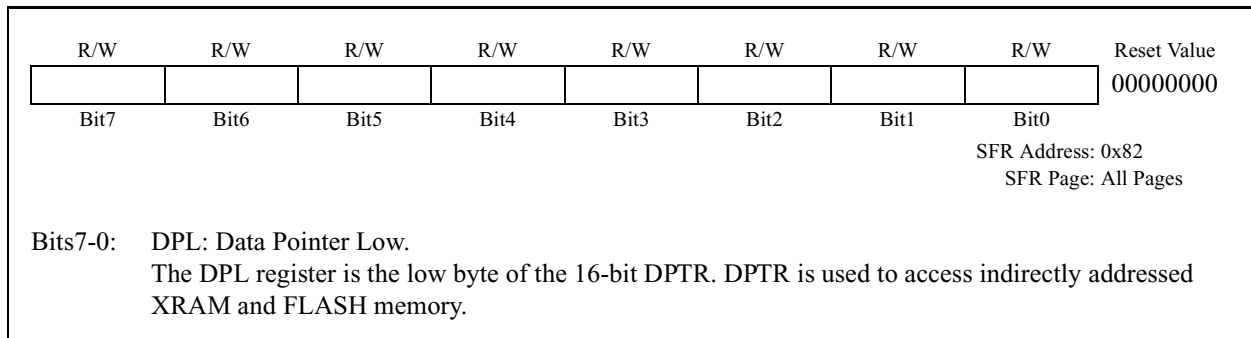 R/W R/W R/W R/W R/W R/W R/W R/W Reset Value
00000000
Bit7 Bit6 Bit5 Bit4 Bit3 Bit2 Bit1 Bit0
SFR Address: 0x82
SFR Page: All Pages
Bits7-0: DPL: Data Pointer Low.
The DPL register is the low byte of the 16-bit DPTR. DPTR is used to access indirectly addressed
XRAM and FLASH memory.